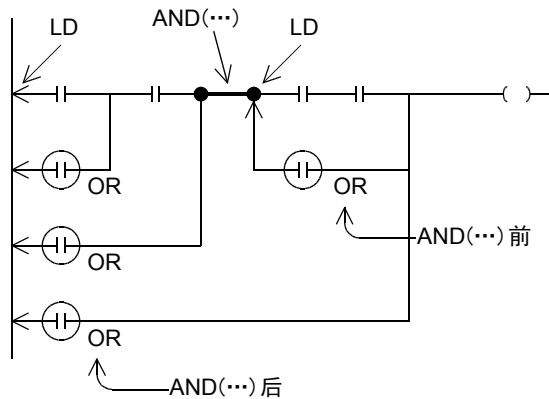 AND(⋯)
LD
LD
OR
OR
OR
AND(⋯)前
OR
AND(⋯)后